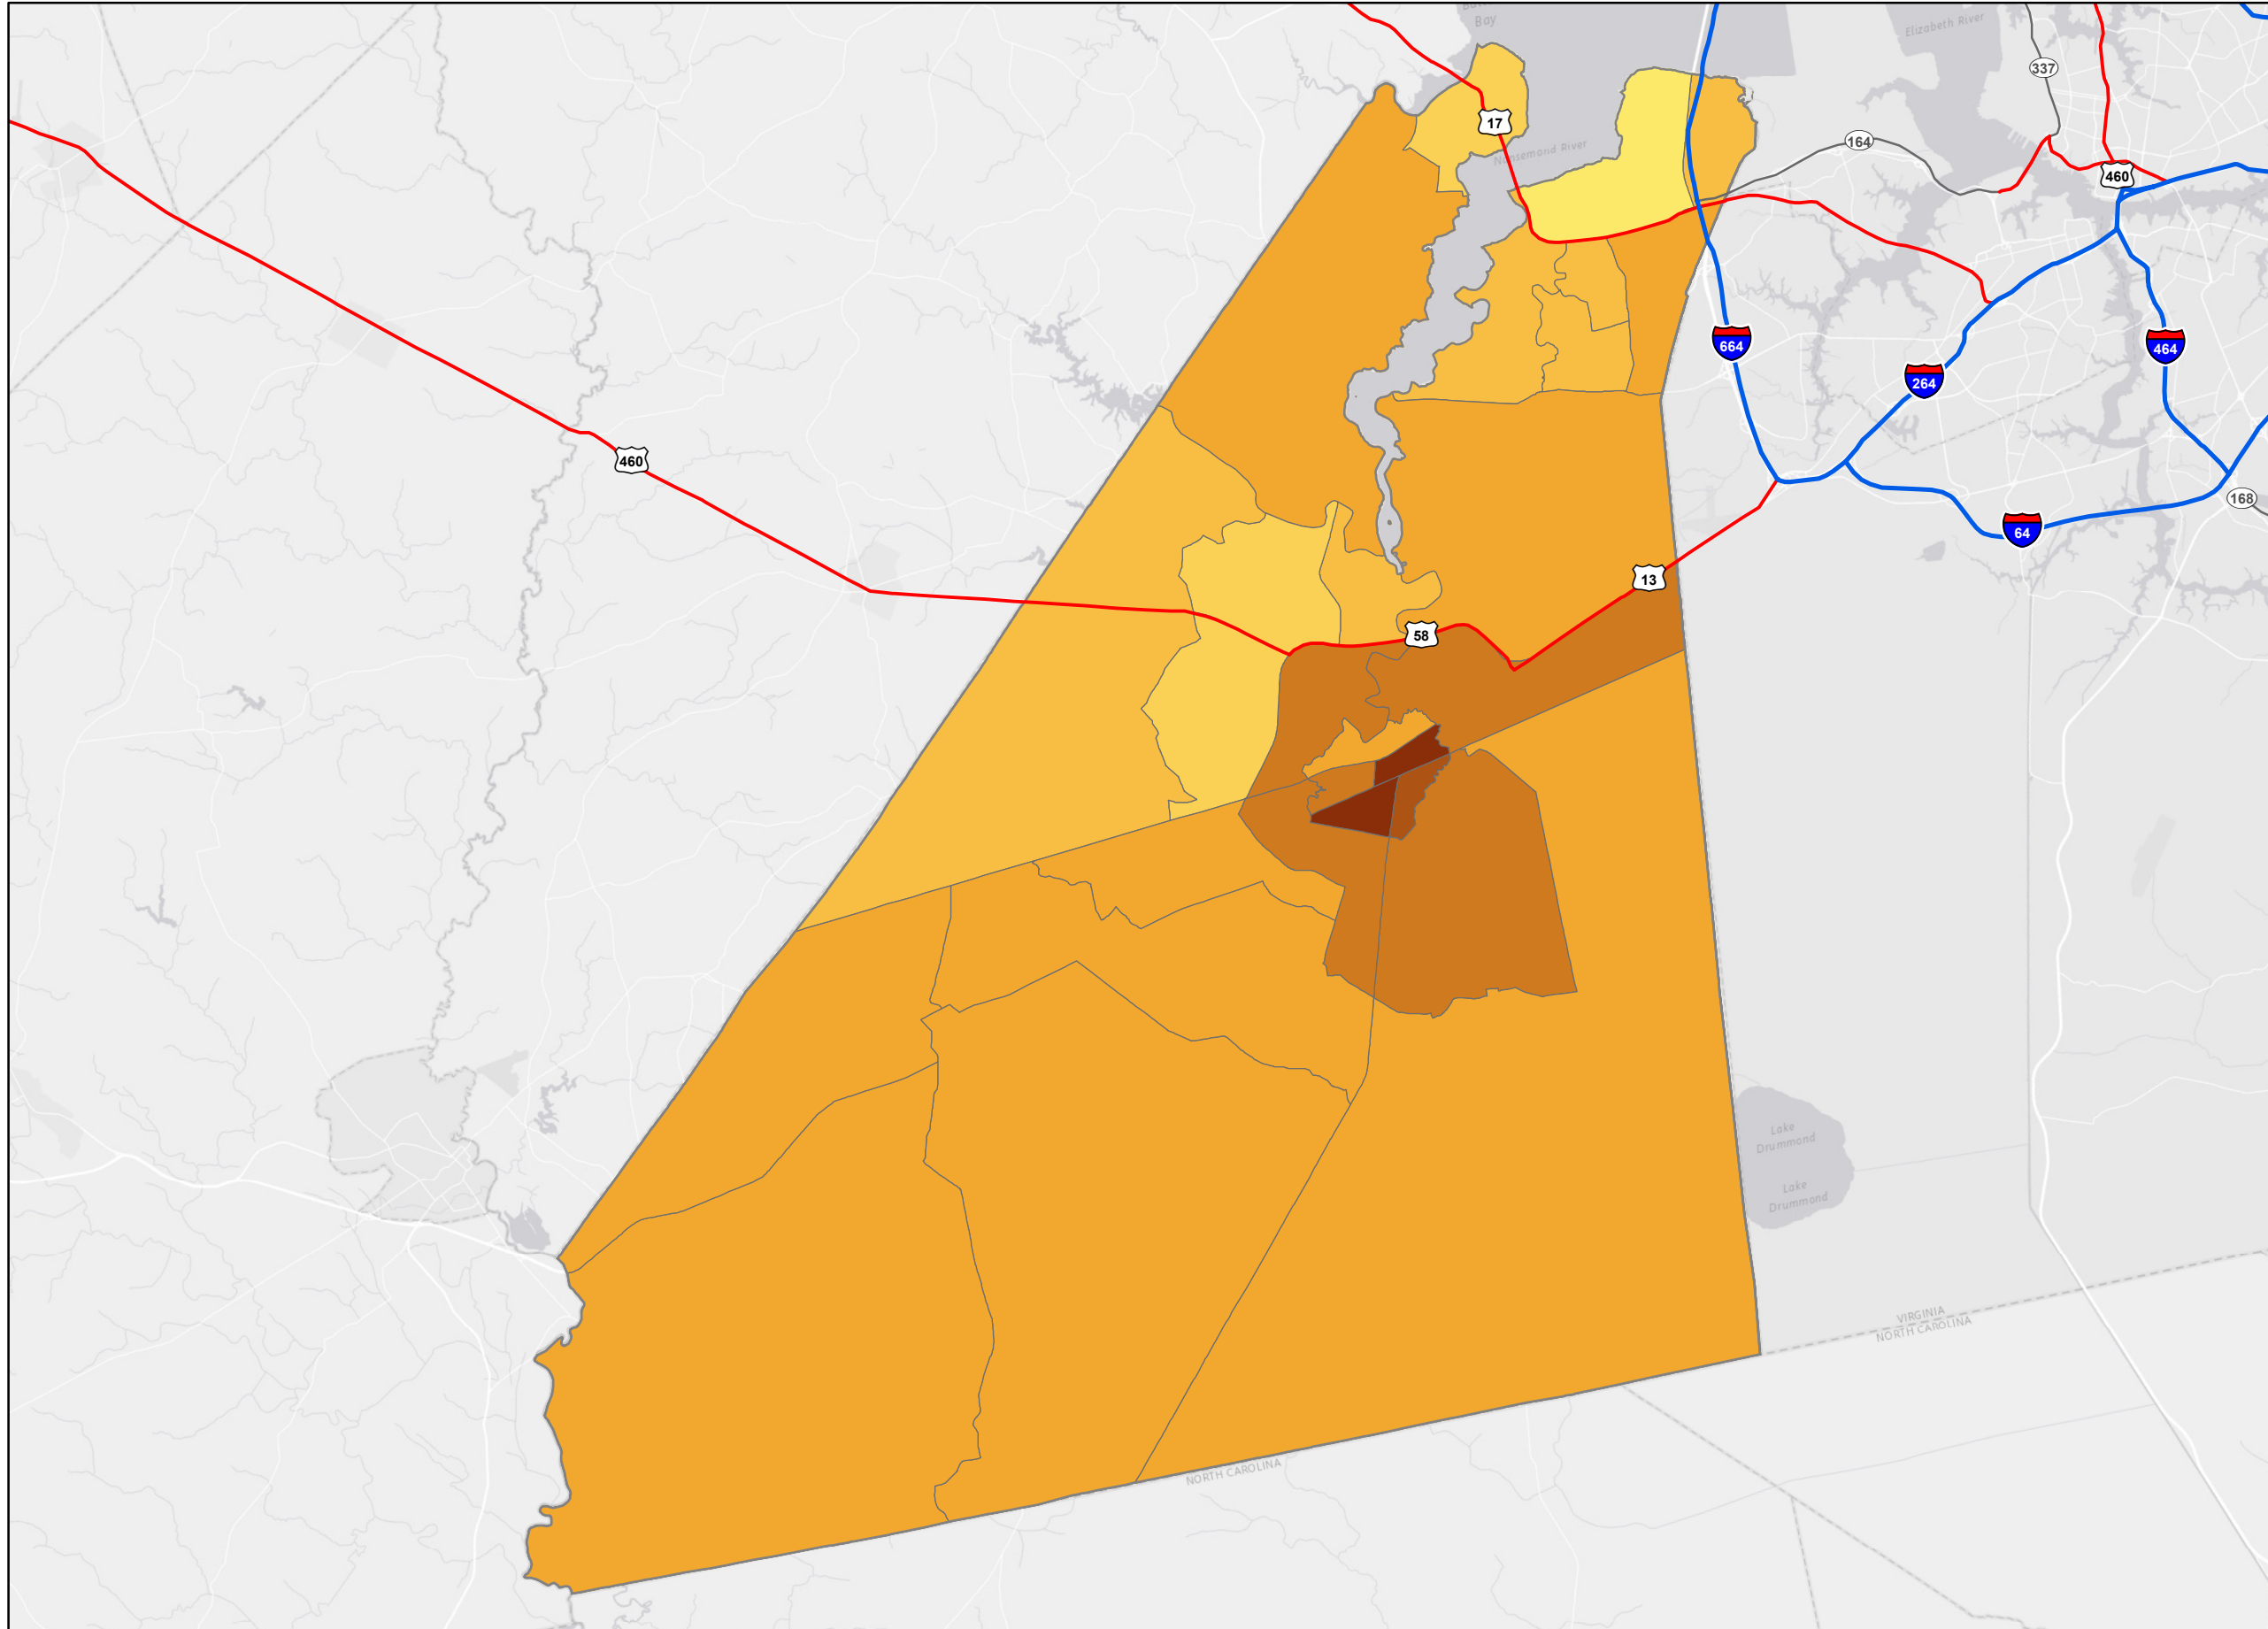 Bay
Elizabeth River
337
17
164
Nansemond River
460
664
464
264
460
168
64
13
58
Lake
Drummond
Lake
Drummond
VIRGINIA
NORTH CAROLINA
NORTH CAROLINA